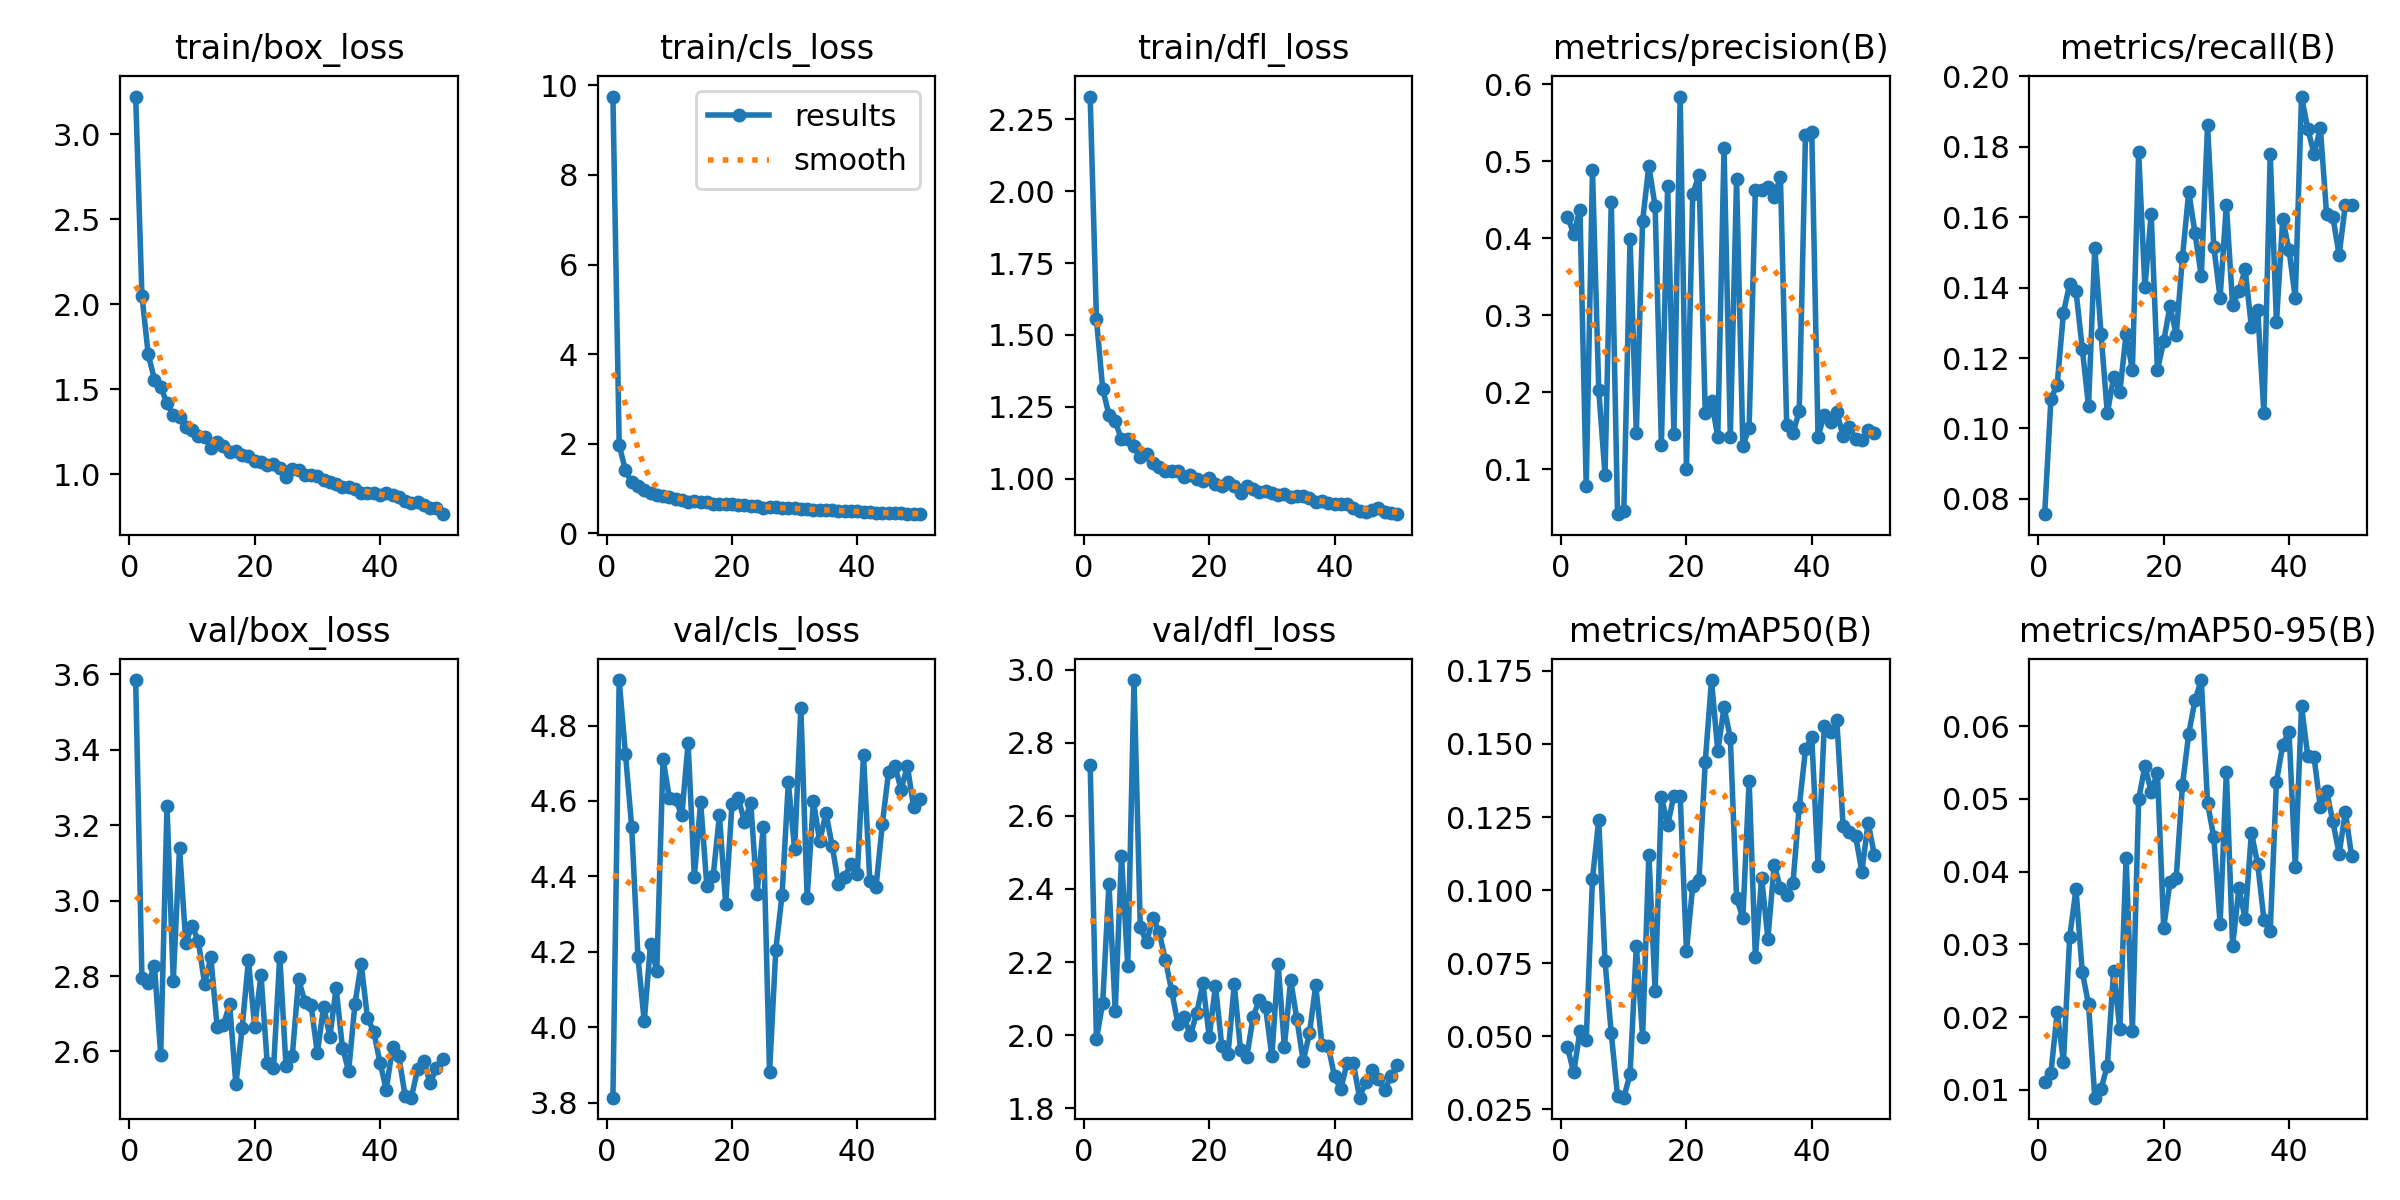 train/box_loss
3.0
2.5
2.0
1.5
1.0
0 20 40
train/cls_loss
10
8
6
4
2
0
0 20 40
results
smooth
train/dfl_loss
2.25
2.00
1.75
1.50
1.25
1.00
0 20 40
metrics/precision(B)
0.6
0.5
0.4
0.3
0.2
0.1
0 20 40
metrics/recall(B)
0.20
0.18
0.16
0.14
0.12
0.10
0.08
0 20 40
val/box_loss
3.6
3.4
3.2
3.0
2.8
2.6
0 20 40
val/cls_loss
4.8
4.6
4.4
4.2
4.0
3.8
0 20 40
val/dfl_loss
3.0
2.8
2.6
2.4
2.2
2.0
1.8
0 20 40
metrics/mAP50(B)
0.175
0.150
0.125
0.100
0.075
0.050
0.025
0 20 40
metrics/mAP50-95(B)
0.06
0.05
0.04
0.03
0.02
0.01
0 20 40